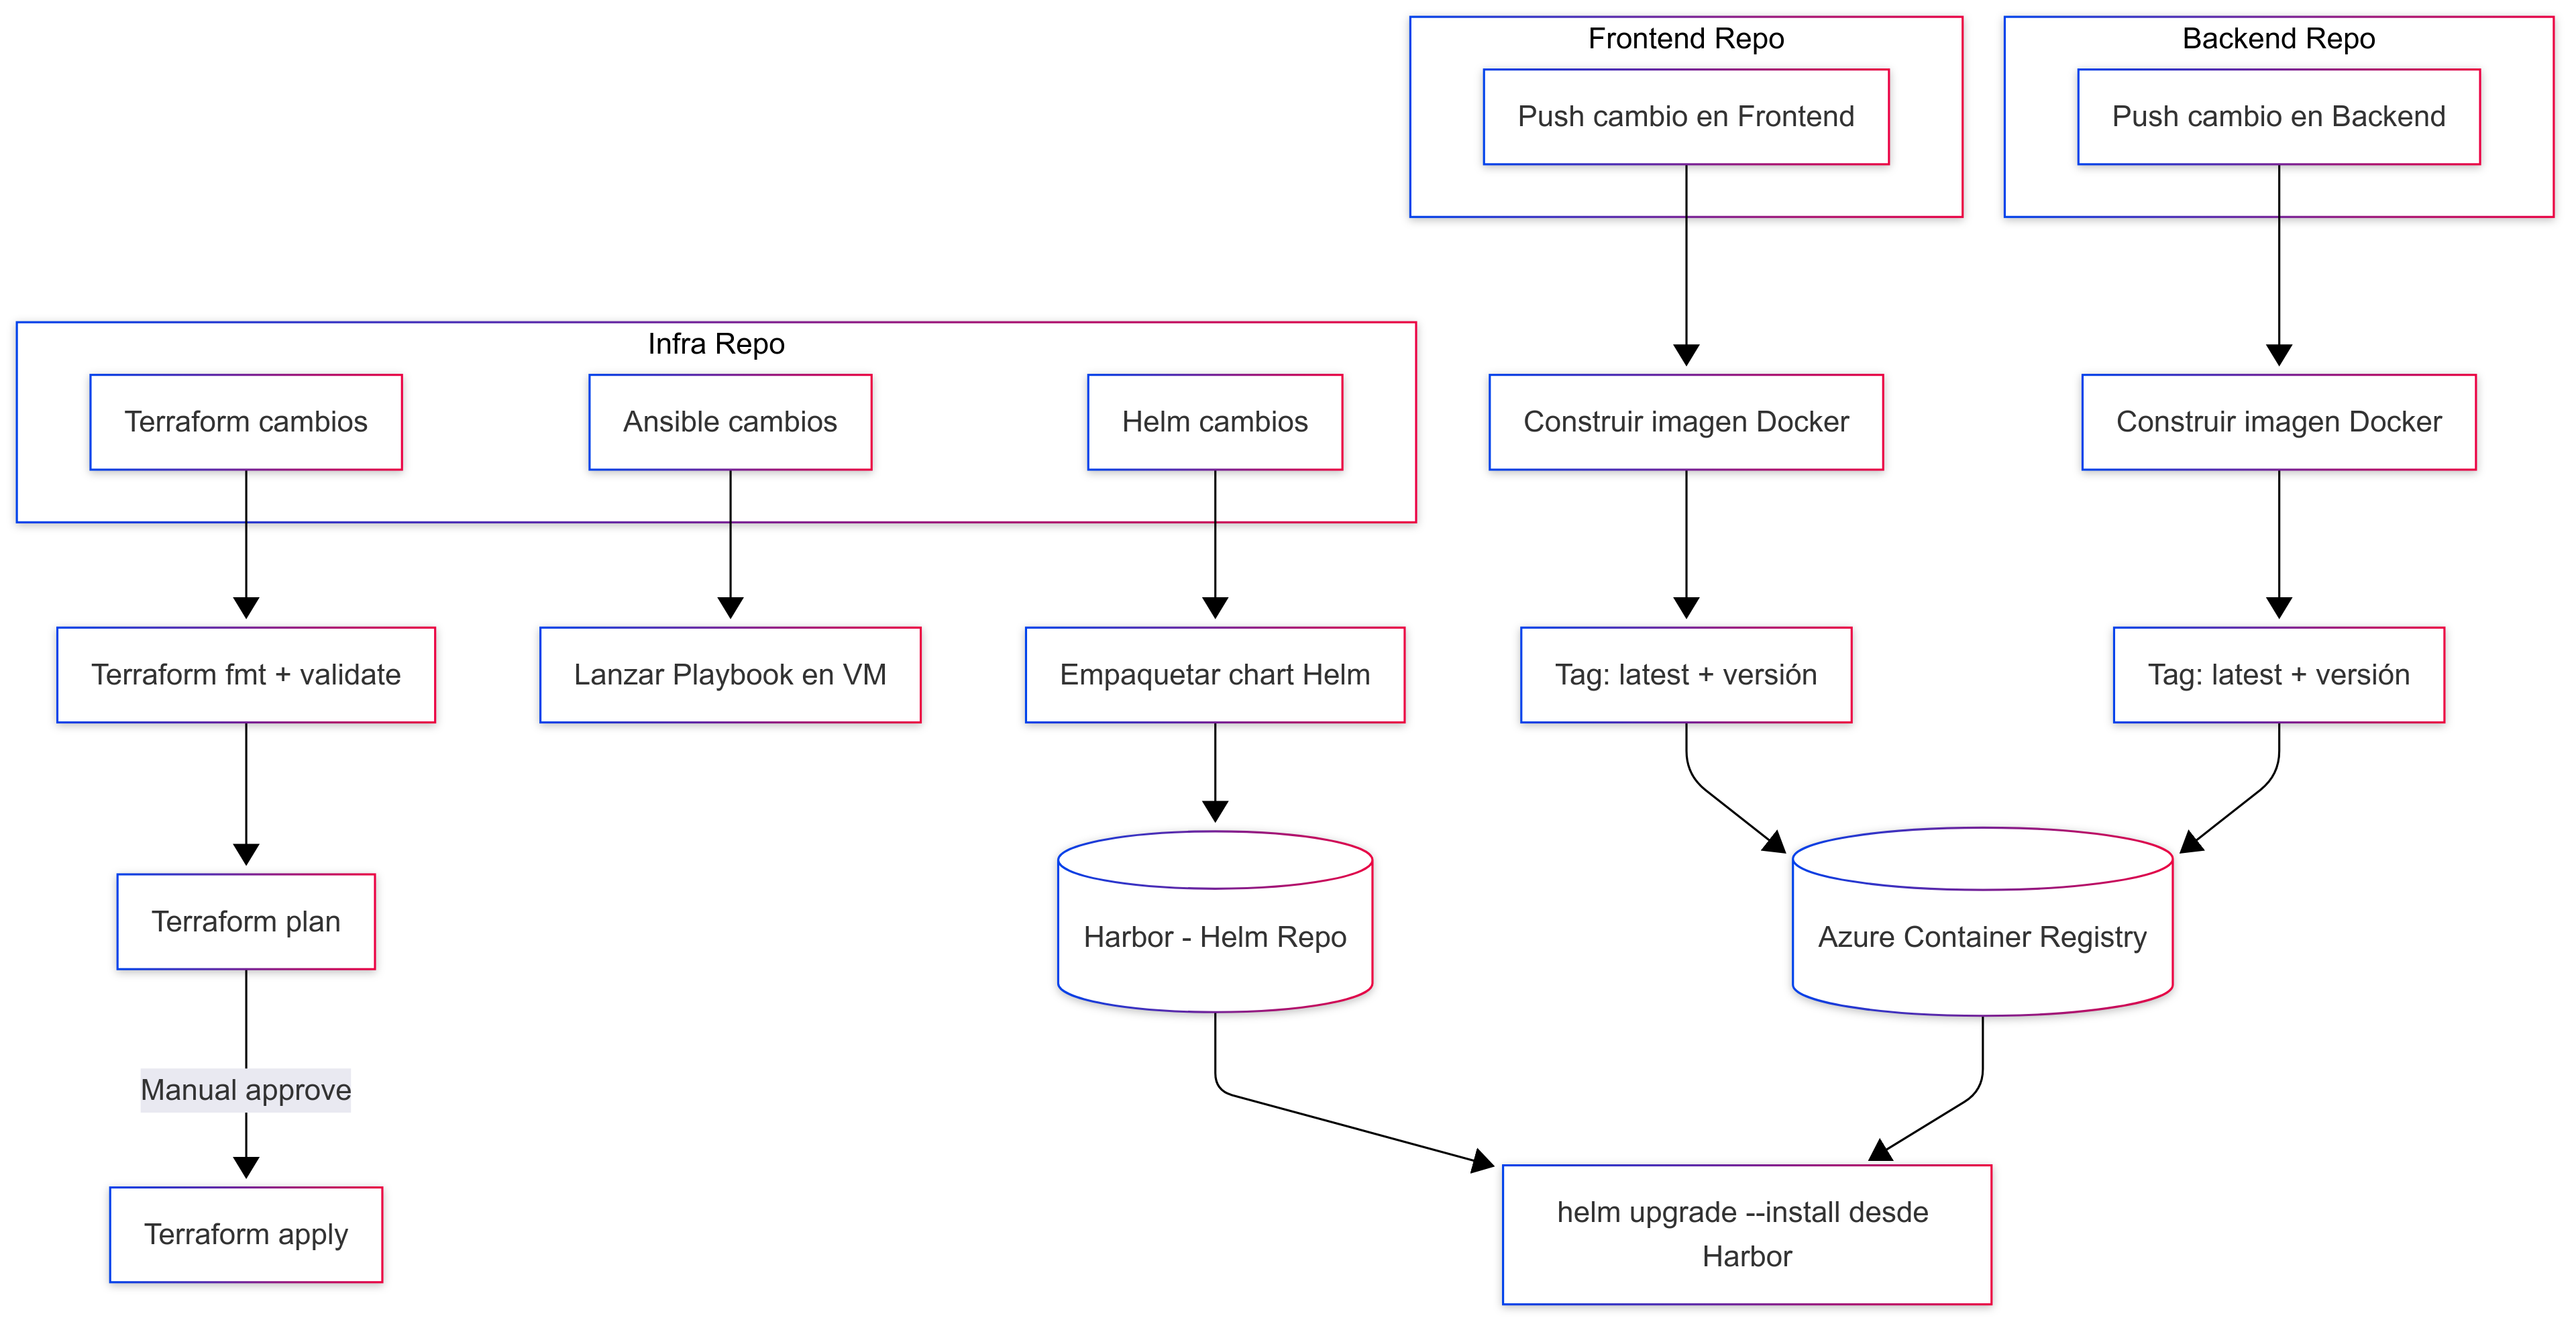 Frontend Repo
Backend Repo
Push cambio en Frontend
Push cambio en Backend
Infra Repo
Terraform cambios
Ansible cambios
Helm cambios
Construir imagen Docker
Construir imagen Docker
Terraform fmt + validate
Lanzar Playbook en VM
Empaquetar chart Helm
Tag: latest + versión
Tag: latest + versión
Terraform plan
Harbor - Helm Repo
Azure Container Registry
Manual approve
Terraform apply
helm upgrade --install desde
Harbor